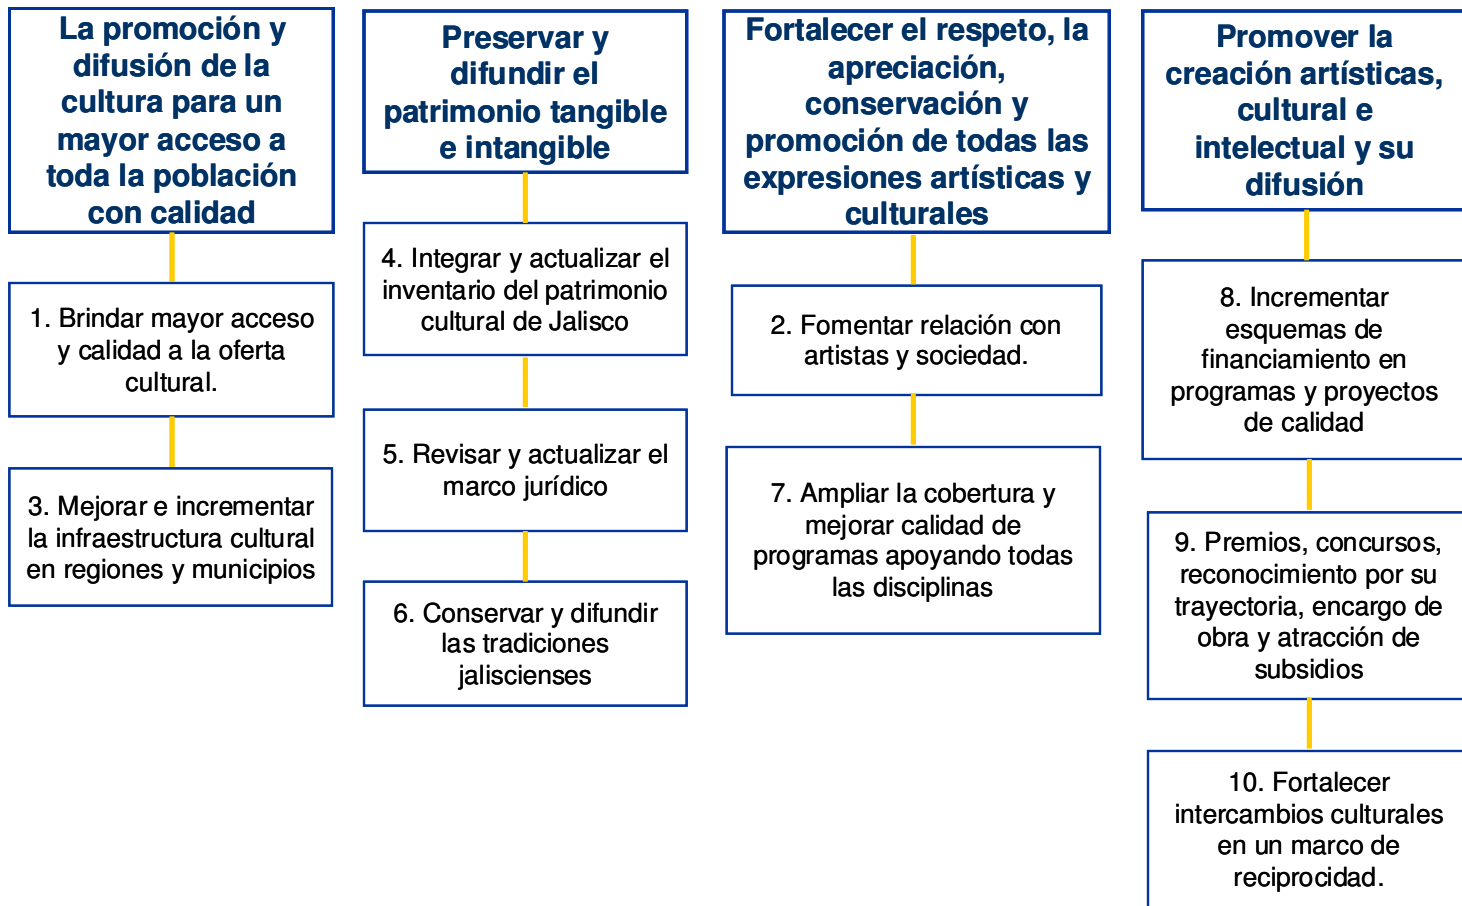 La promoción y
difusión de la
cultura para un
mayor acceso a
toda la población
con calidad
1. Brindar mayor acceso
y calidad a la oferta
cultural.
3. Mejorar e incrementar
la infraestructura cultural
en regiones y municipios
Preservar y
difundir el
patrimonio tangible
e intangible
4. Integrar y actualizar el
inventario del patrimonio
cultural de Jalisco
5. Revisar y actualizar el
marco jurídico
6. Conservar y difundir
las tradiciones
jaliscienses
Fortalecer el respeto, la
apreciación,
conservación y
promoción de todas las
expresiones artísticas y
culturales
2. Fomentar relación con
artistas y sociedad.
7. Ampliar la cobertura y
mejorar calidad de
programas apoyando todas
las disciplinas
Promover la
creación artísticas,
cultural e
intelectual y su
difusión
8. Incrementar
esquemas de
financiamiento en
programas y proyectos
de calidad
9. Premios, concursos,
reconocimiento por su
trayectoria, encargo de
obra y atracción de
subsidios
10. Fortalecer
intercambios culturales
en un marco de
reciprocidad.